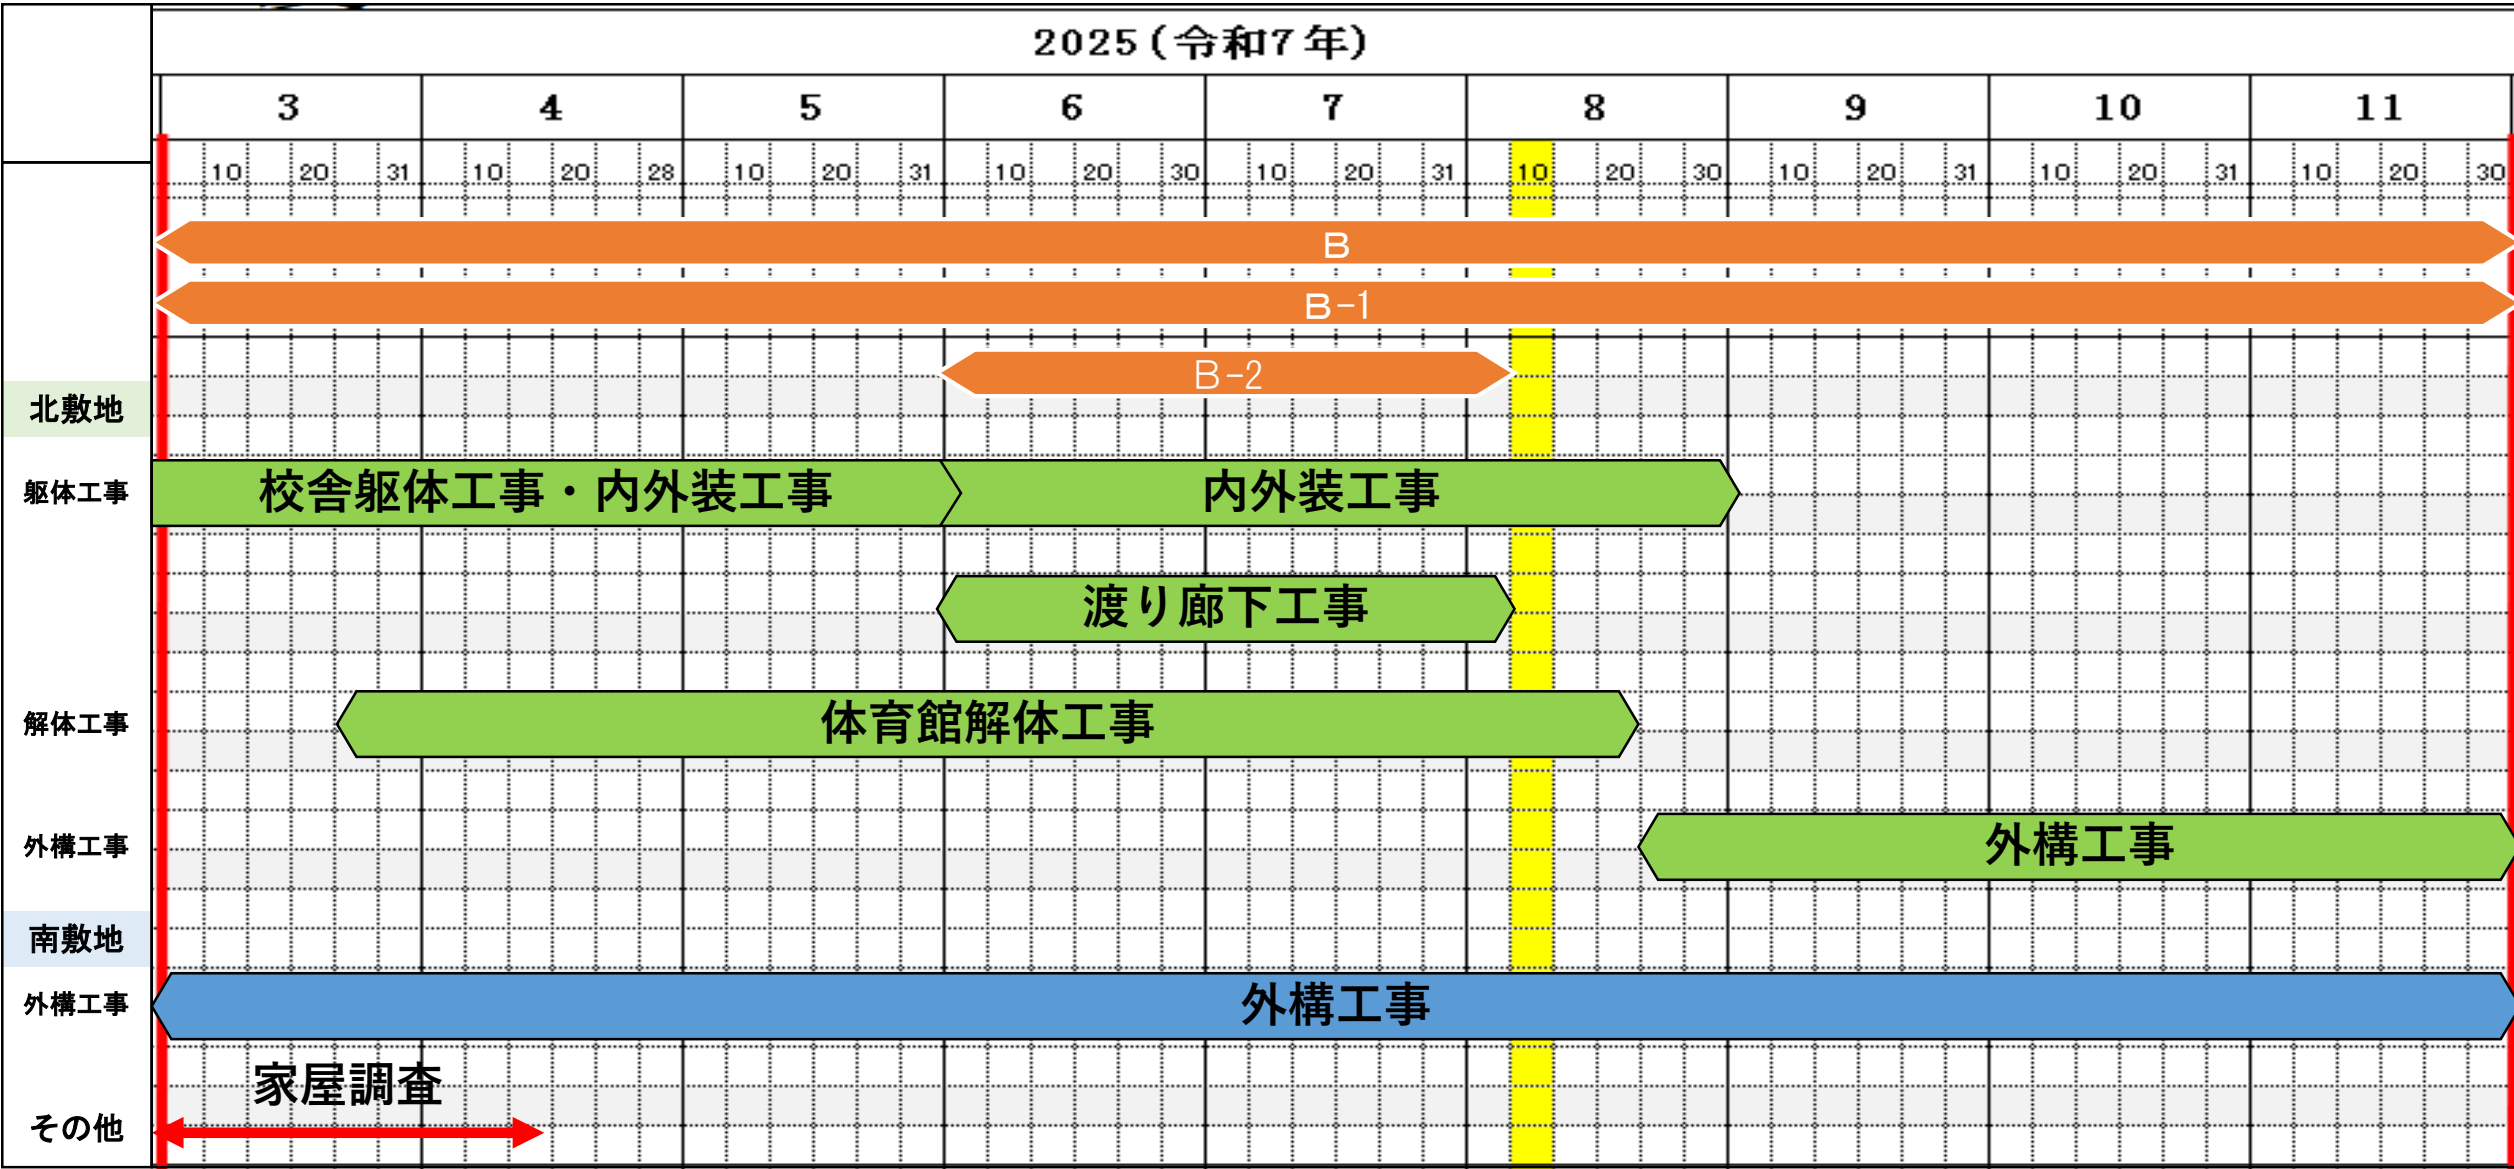 2025(令和7年)
3 4 5 6 7 8 9 10 11
10 20 31 10 20 28 10 20 31 10 20 30 10 20 31 10 20 30 10 20 31 10 20 31 10 20 30
B
B-1
B-2
北敷地
躯体工事 校舎躯体工事・内外装工事 内外装工事
渡り廊下工事
解体工事 体育館解体工事
外構工事 外構工事
南敷地
外構工事 外構工事
家屋調査
その他